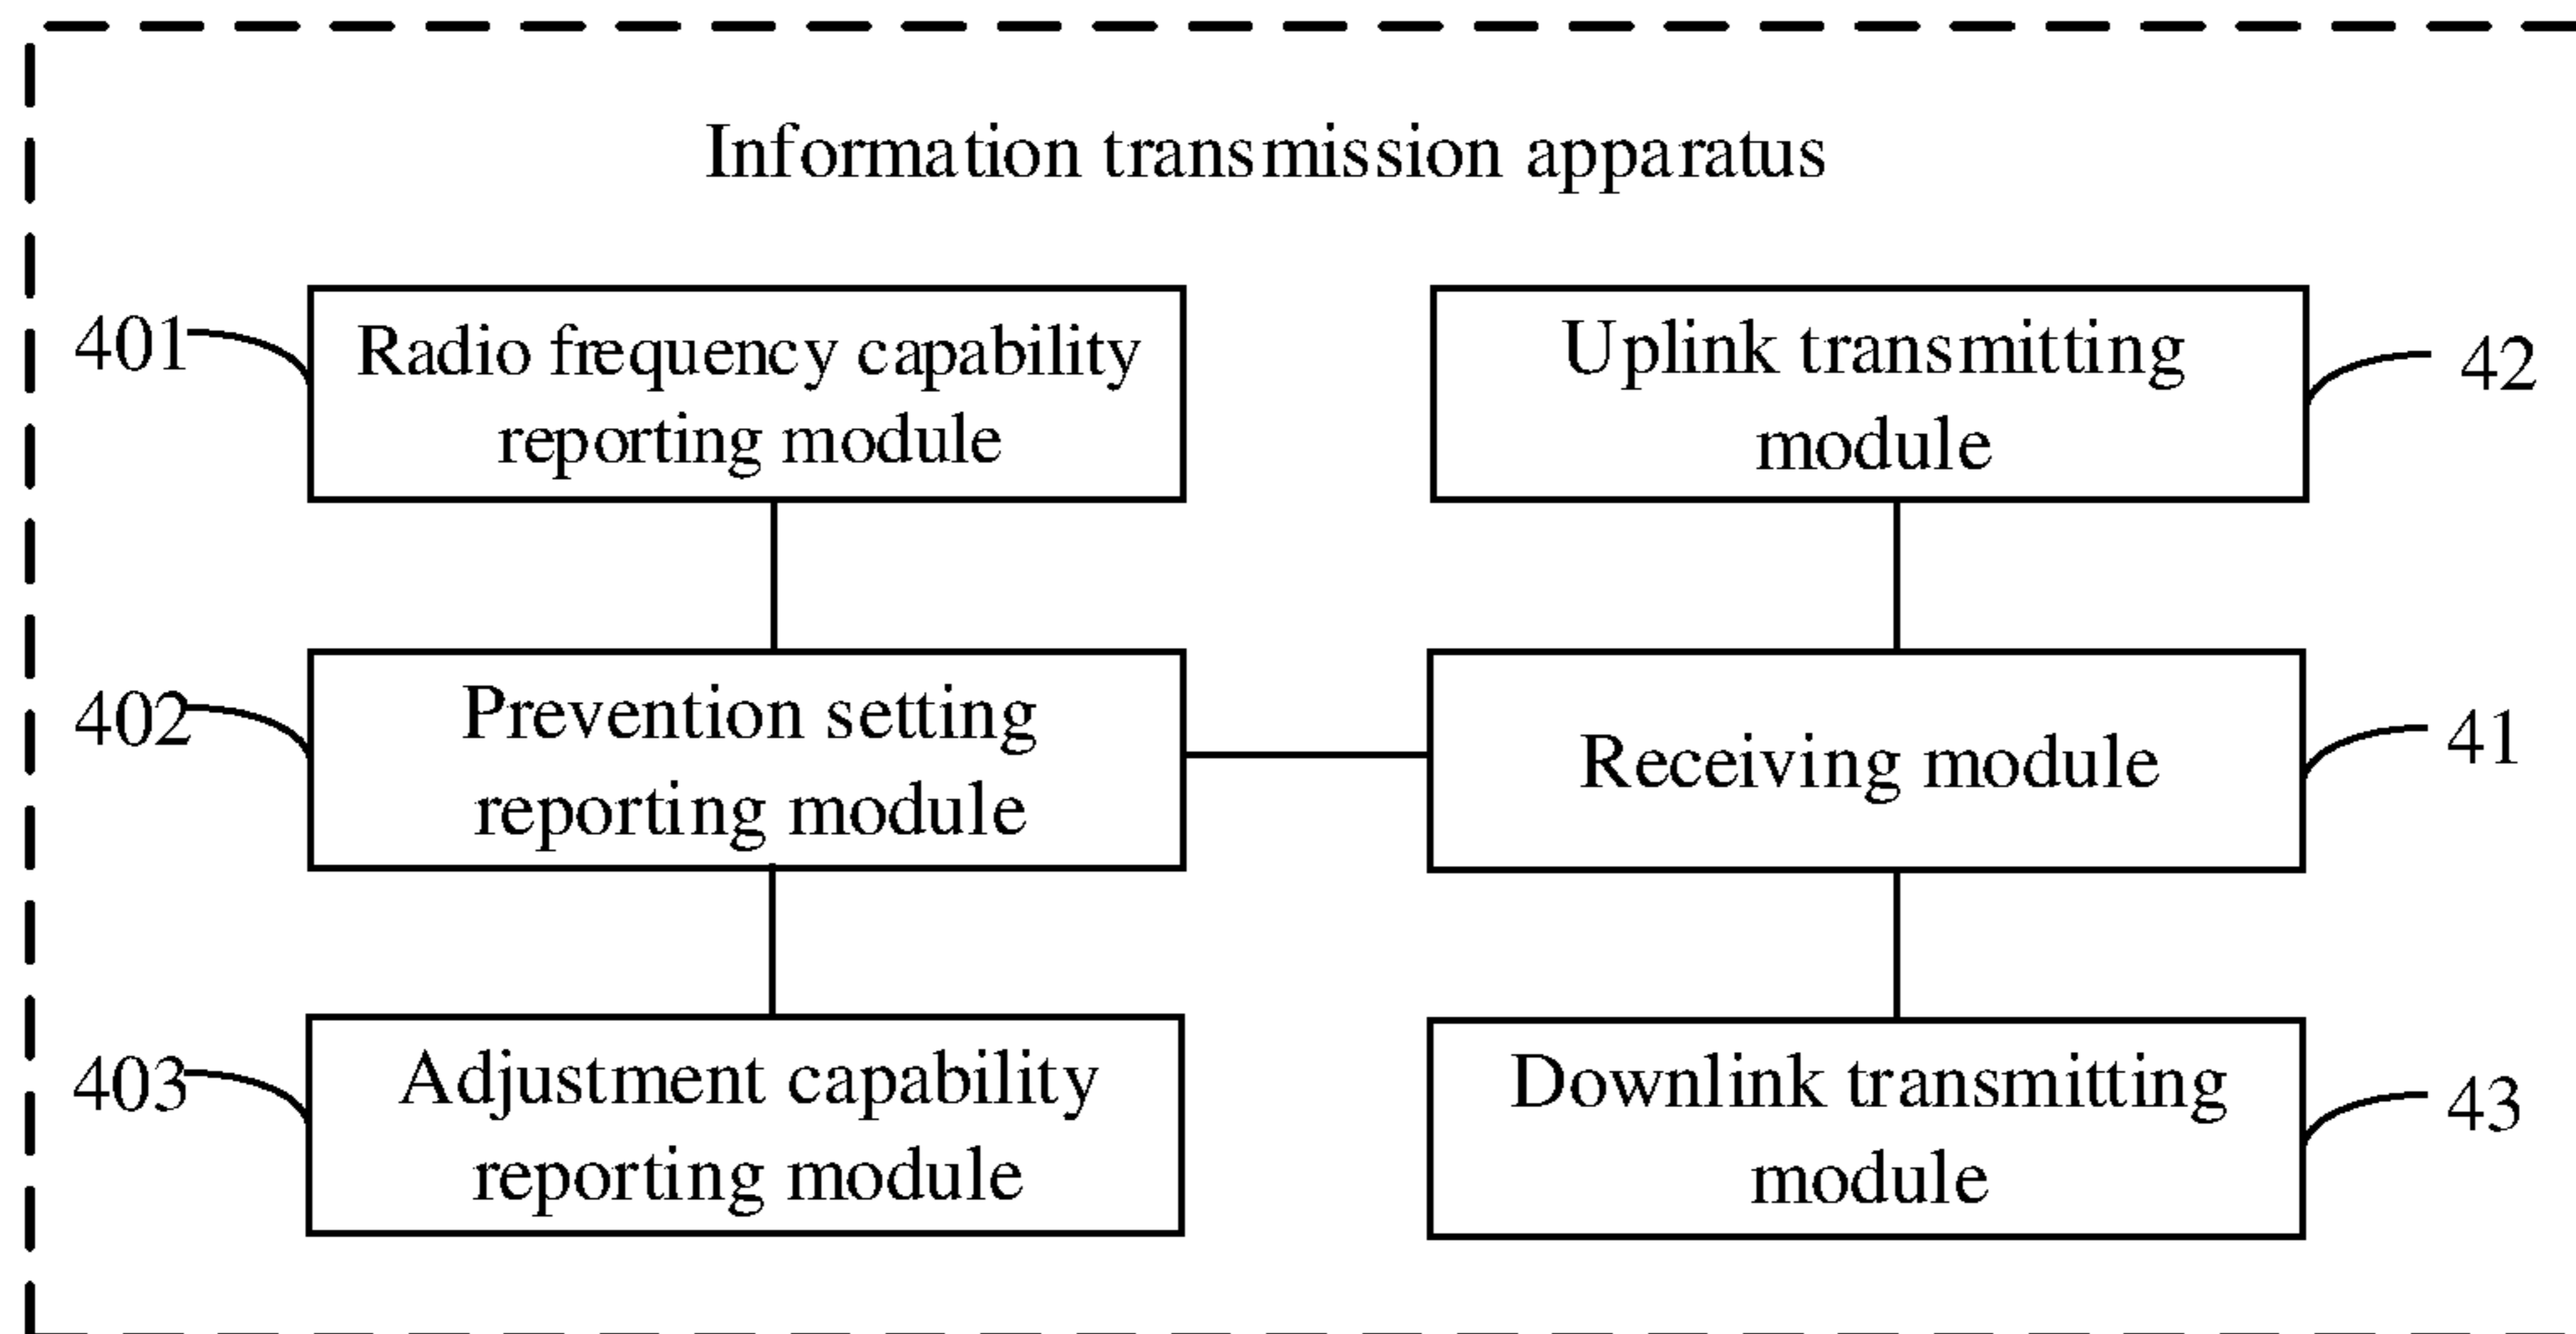 Information transmission apparatus
401
Radio frequency capability
reporting module
Uplink transmitting
module
42
402
Prevention setting
reporting module
Receiving module
41
403
Adjustment capability
reporting module
Downlink transmitting
module
43